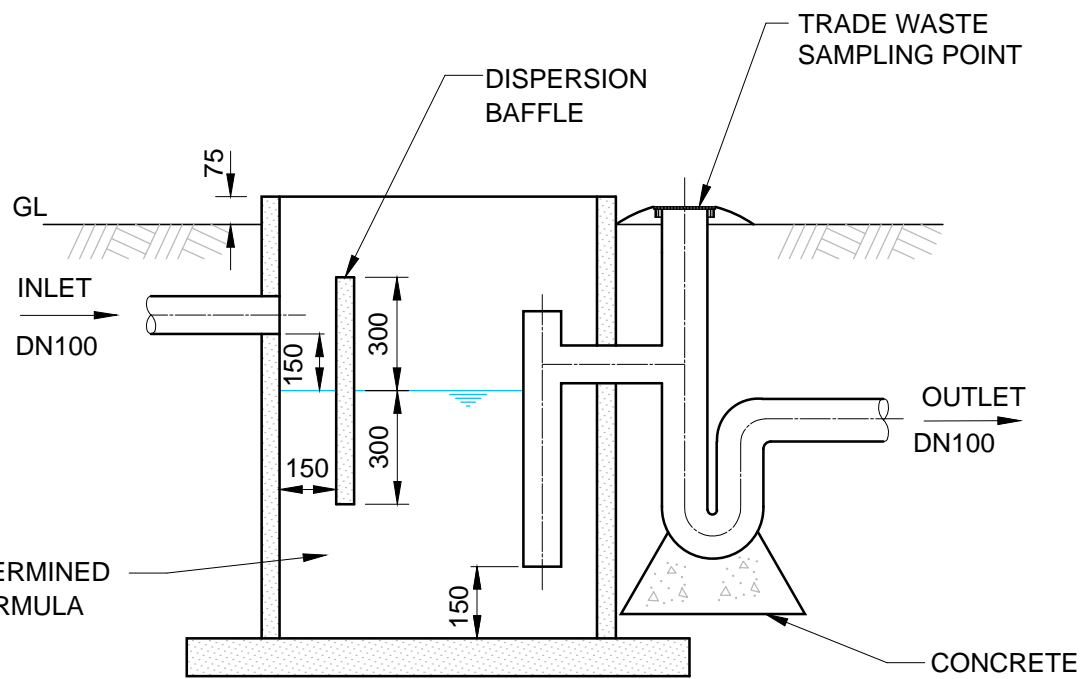 TRADE WASTE
SAMPLING POINT
DISPERSION
BAFFLE
75
GL
INLET
DN100
150
300
300
150
OUTLET
DN100
ERMINED
RMULA
150
CONCRETE